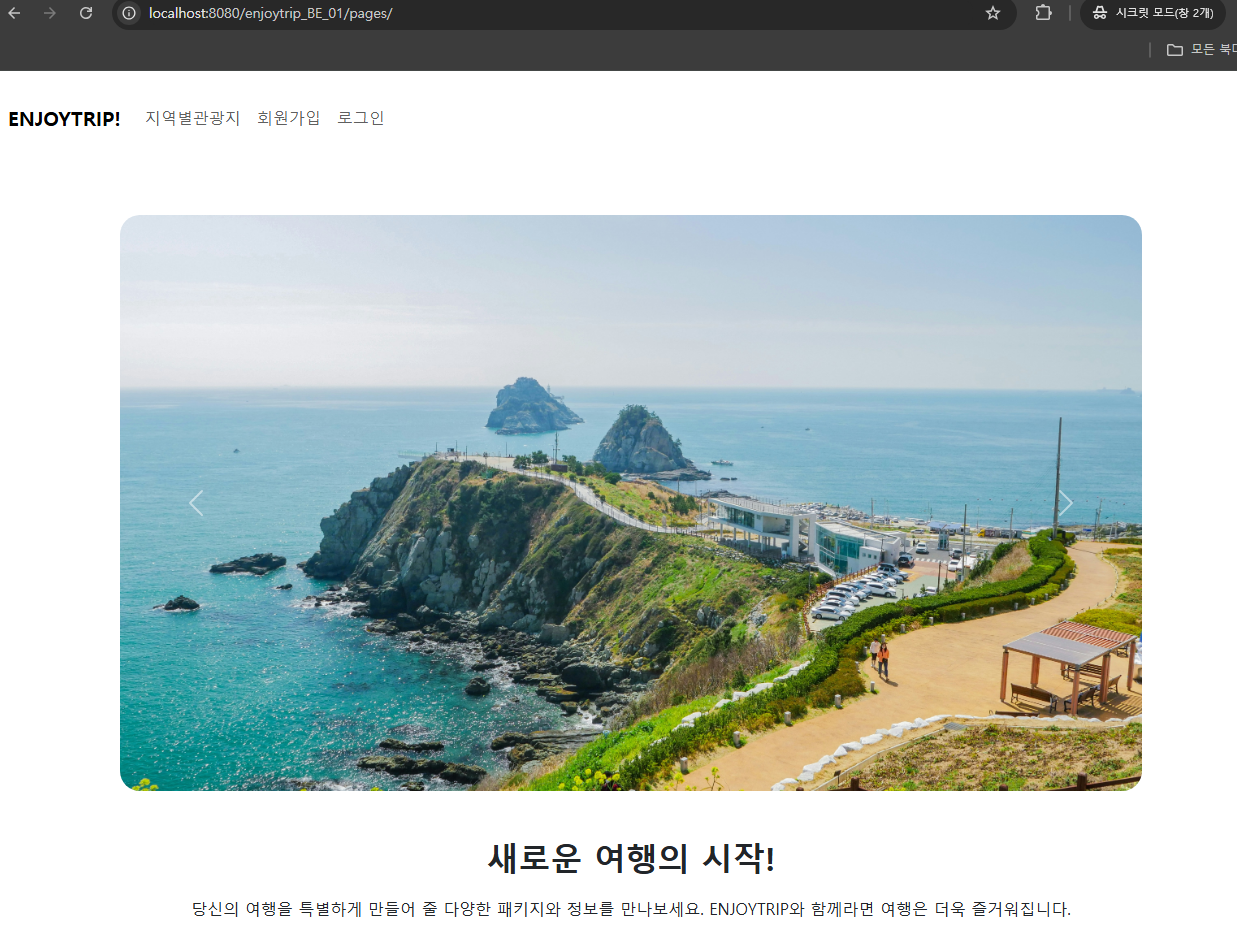 localhost:8080/enjoytrip_BE_01/pages/
시크릿 모드(창 2개)
모든 북
ENJOYTRIP! 지역별관광지 회원가입 로그인
새로운 여행의 시작!
당신의 여행을 특별하게 만들어 줄 다양한 패키지와 정보를 만나보세요. ENJOYTRIP와 함께라면 여행은 더욱 즐거워집니다.